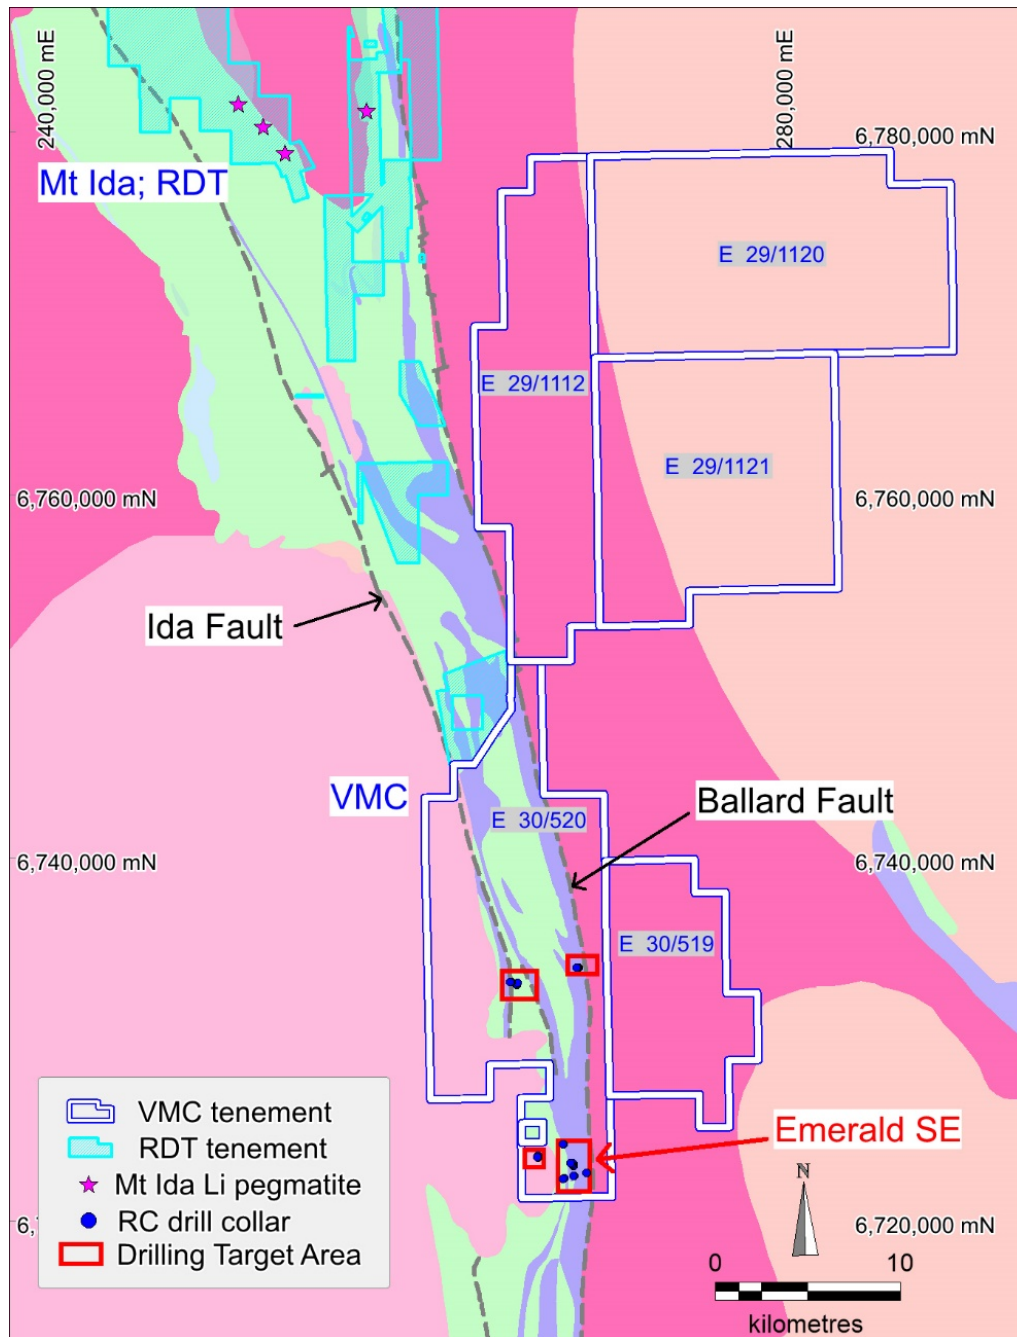 240,000 mE
280,000 mE
6,780,000 mN
Mt Ida; RDT
E 29/1120
E 29/1112
E 29/1121
6,760,000 mN
6,760,000 mN
Ida Fault
VMC
Ballard Fault
E 30/520
6,740,000 mN
6,740,000 mN
E 30/519
VMC tenement
RDT tenement
Mt Ida Li pegmatite
RC drill collar
Drilling Target Area
Emerald SE
N
6,7
6,720,000 mN
0 10
kilometres